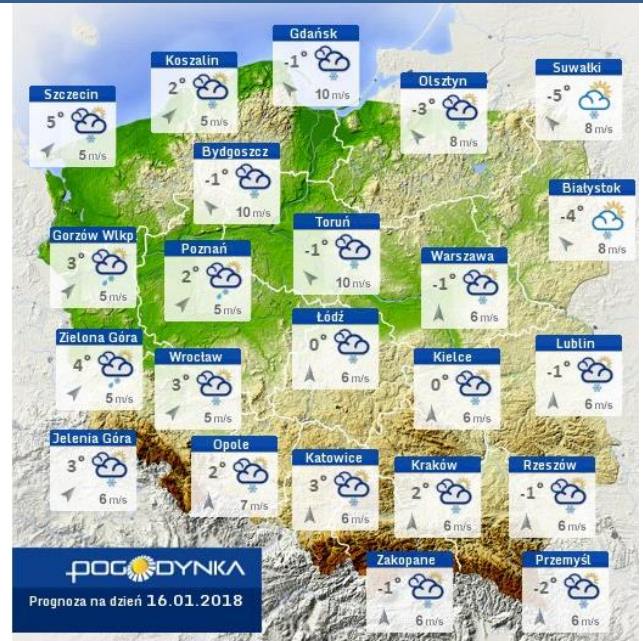 Gdańsk
-1°
10 m/s
Koszalin
2°
5 m/s
Olsztyn
-3°
8 m/s
Suwałki
-5°
8 m/s
Szczecin
5°
5 m/s
Bydgoszcz
-1°
10 m/s
Białystok
-4°
8 m/s
Gorzów Wlkp.
3°
5 m/s
Poznań
2°
5 m/s
Toruń
-1°
10 m/s
Warszawa
-1°
6 m/s
Zielona Góra
4°
5 m/s
Wrocław
3°
5 m/s
Łódź
0°
6 m/s
Kielce
0°
6 m/s
Lublin
-1°
6 m/s
Jelenia Góra
3°
6 m/s
Opole
2°
7 m/s
Katowice
3°
6 m/s
Kraków
2°
6 m/s
Rzeszów
-1°
6 m/s
Zakopane
-1°
6 m/s
Przemyśl
-2°
6 m/s
POGODYNKA
Prognoza na dzień 16.01.2018